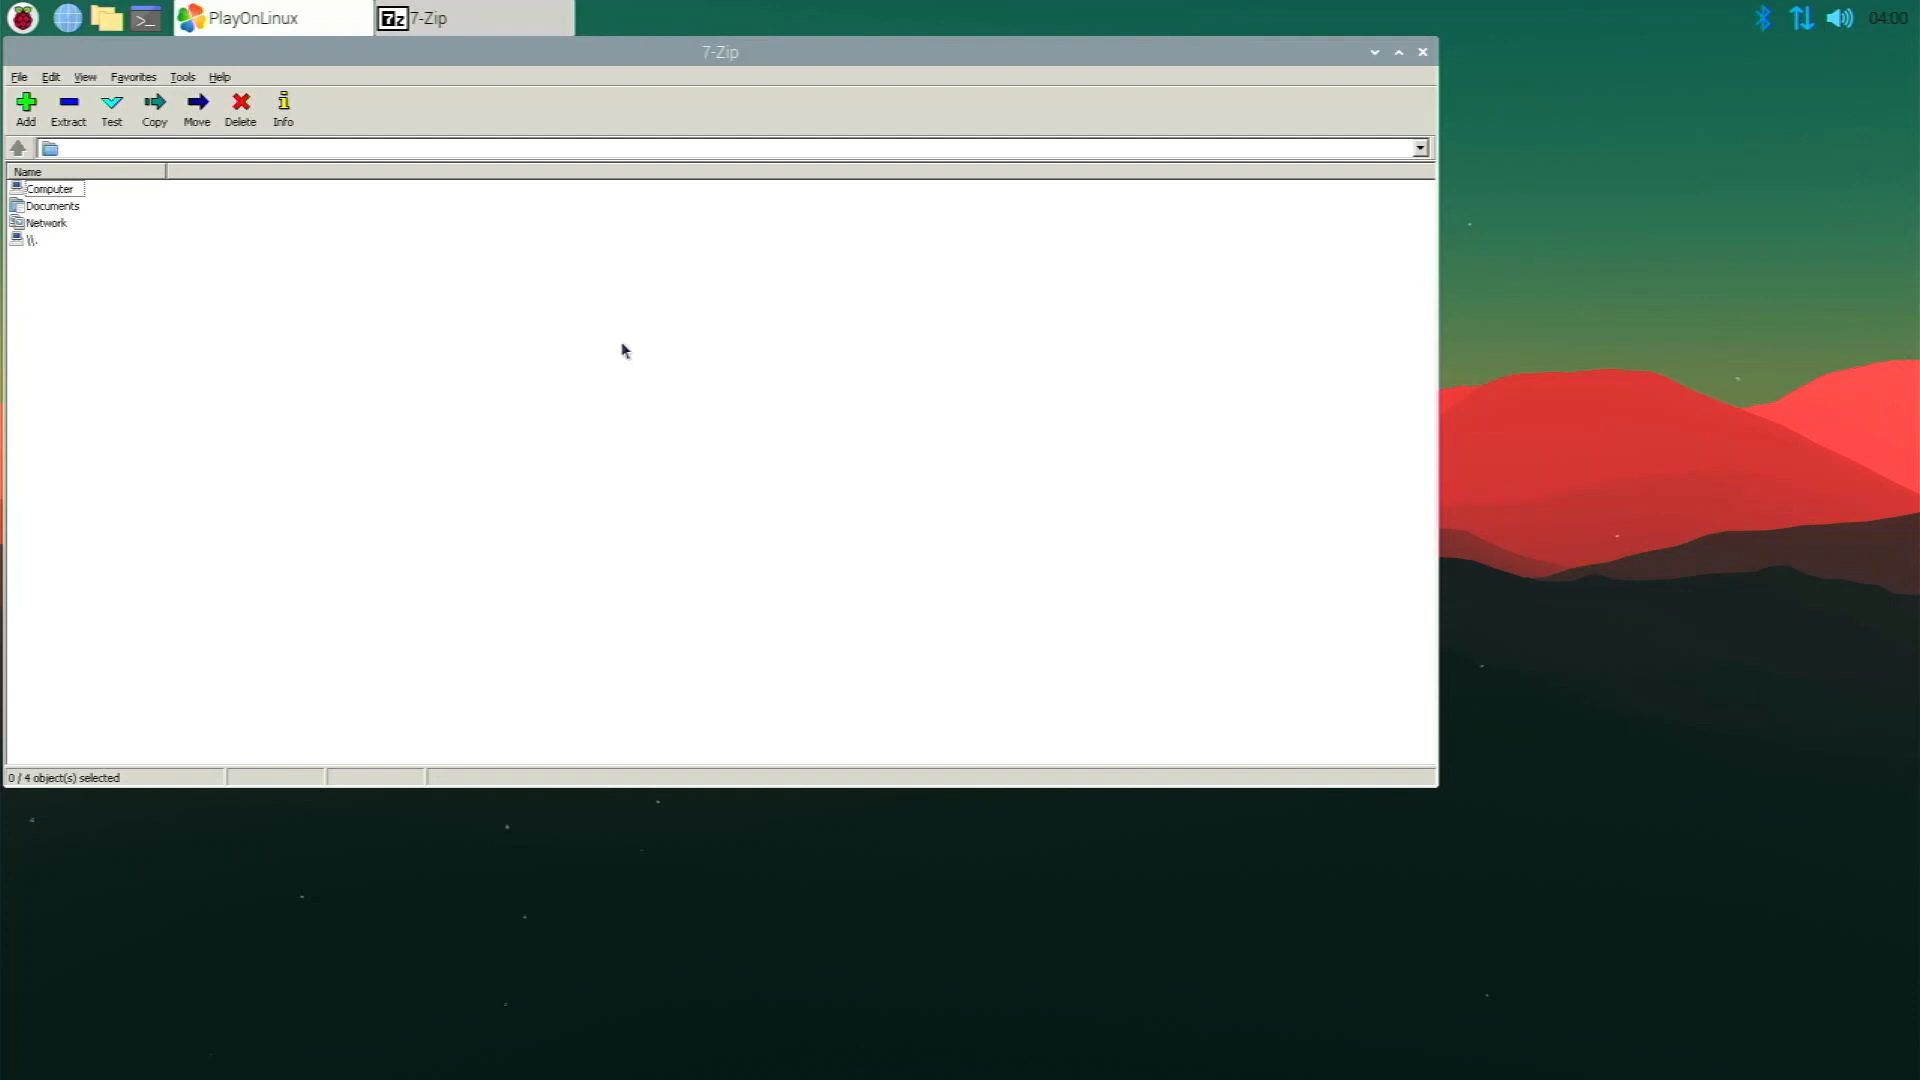 PlayOnLinux 7z 7-Zip 04:00
7-Zip
File Edit View Favorites Tools Help
Add Extract Test Copy Move Delete Info
Name
Computer
Documents
Network
\\.
0 / 4 object(s) selected